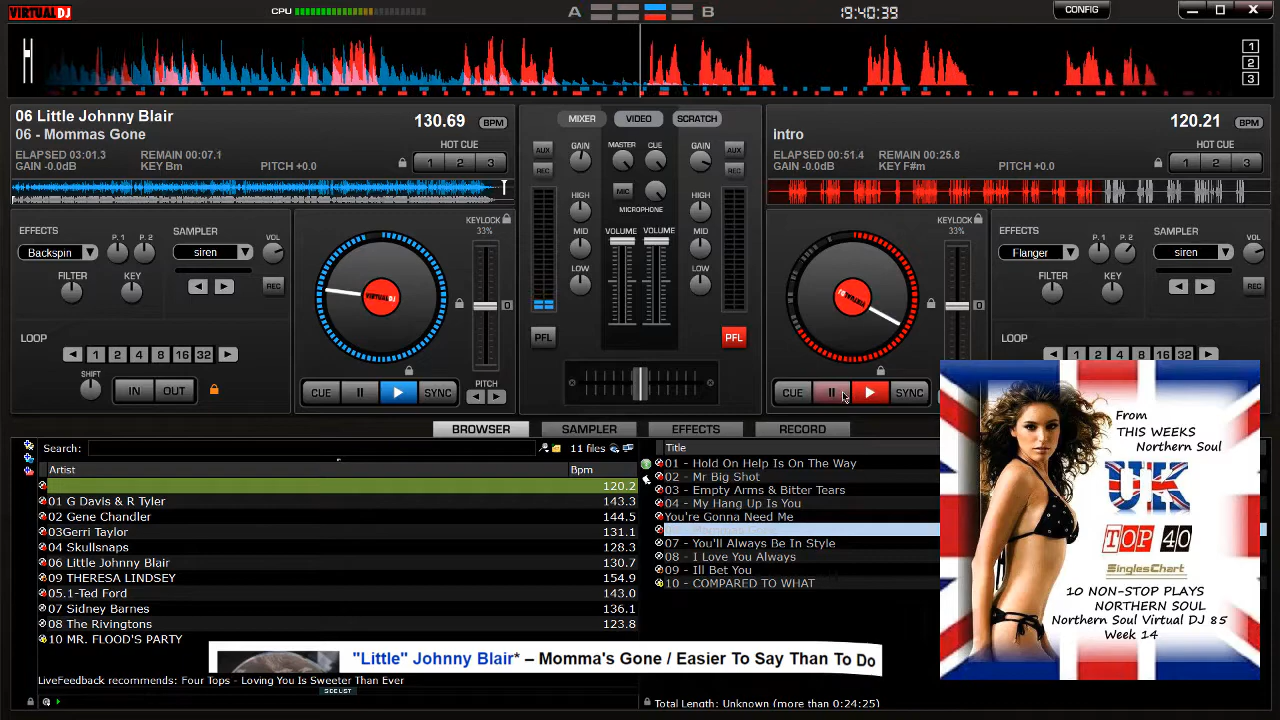 VIRTUAL DJ
CPU
A
B
19:40:39
CONFIG
1
2
3
06 Little Johnny Blair
06 - Mommas Gone
130.69 BPM
ELAPSED 03:01.3 REMAIN 00:07.1
GAIN -0.0dB KEY Bm PITCH +0.0
HOT CUE
1 2 3
MIXER VIDEO SCRATCH
AUX
REC
GAIN
MASTER
CUE
GAIN
AUX
REC
HIGH
MIC
HIGH
MICROPHONE
MID
VOLUME
VOLUME
MID
LOW
LOW
PFL
PFL
intro
120.21 BPM
ELAPSED 00:51.4 REMAIN 00:25.8
GAIN -0.0dB KEY F#m PITCH +0.0
HOT CUE
1 2 3
EFFECTS
P. 1 P. 2
SAMPLER
VOL
Backspin
siren
FILTER
KEY
REC
LOOP
1 2 4 8 16 32
SHIFT
IN OUT
KEYLOCK
33%
0
VIRTUAL DJ
CUE
SYNC
PITCH
KEYLOCK
33%
0
CUE
SYNC
EFFECTS
P. 1 P. 2
SAMPLER
VOL
Flanger
siren
FILTER
KEY
REC
LOOP
1 2 4 8 16 32
BROWSER SAMPLER EFFECTS RECORD
Search:
11 files
Artist
Bpm
120.2
01 G Davis & R Tyler 143.3
02 Gene Chandler 144.5
03Gerri Taylor 131.1
04 Skullsnaps 128.3
06 Little Johnny Blair 130.7
09 THERESA LINDSEY 154.9
05.1-Ted Ford 143.0
07 Sidney Barnes 136.1
08 The Rivingtons 123.8
10 MR. FLOOD'S PARTY
Title
01 - Hold On Help Is On The Way
02 - Mr Big Shot
03 - Empty Arms & Bitter Tears
04 - My Hang Up Is You
You're Gonna Need Me
07 - You'll Always Be In Style
08 - I Love You Always
09 - Ill Bet You
10 - COMPARED TO WHAT
"Little" Johnny Blair* – Momma's Gone / Easier To Say Than To Do
LiveFeedback recommends: Four Tops - Loving You Is Sweeter Than Ever
SIDELIST
Total Length: Unknown (more than 0:24:25)
From
THIS WEEKS
Northern Soul
UK
TOP 40
SinglesChart
10 NON-STOP PLAYS
NORTHERN SOUL
Northern Soul Virtual DJ 85
Week 14